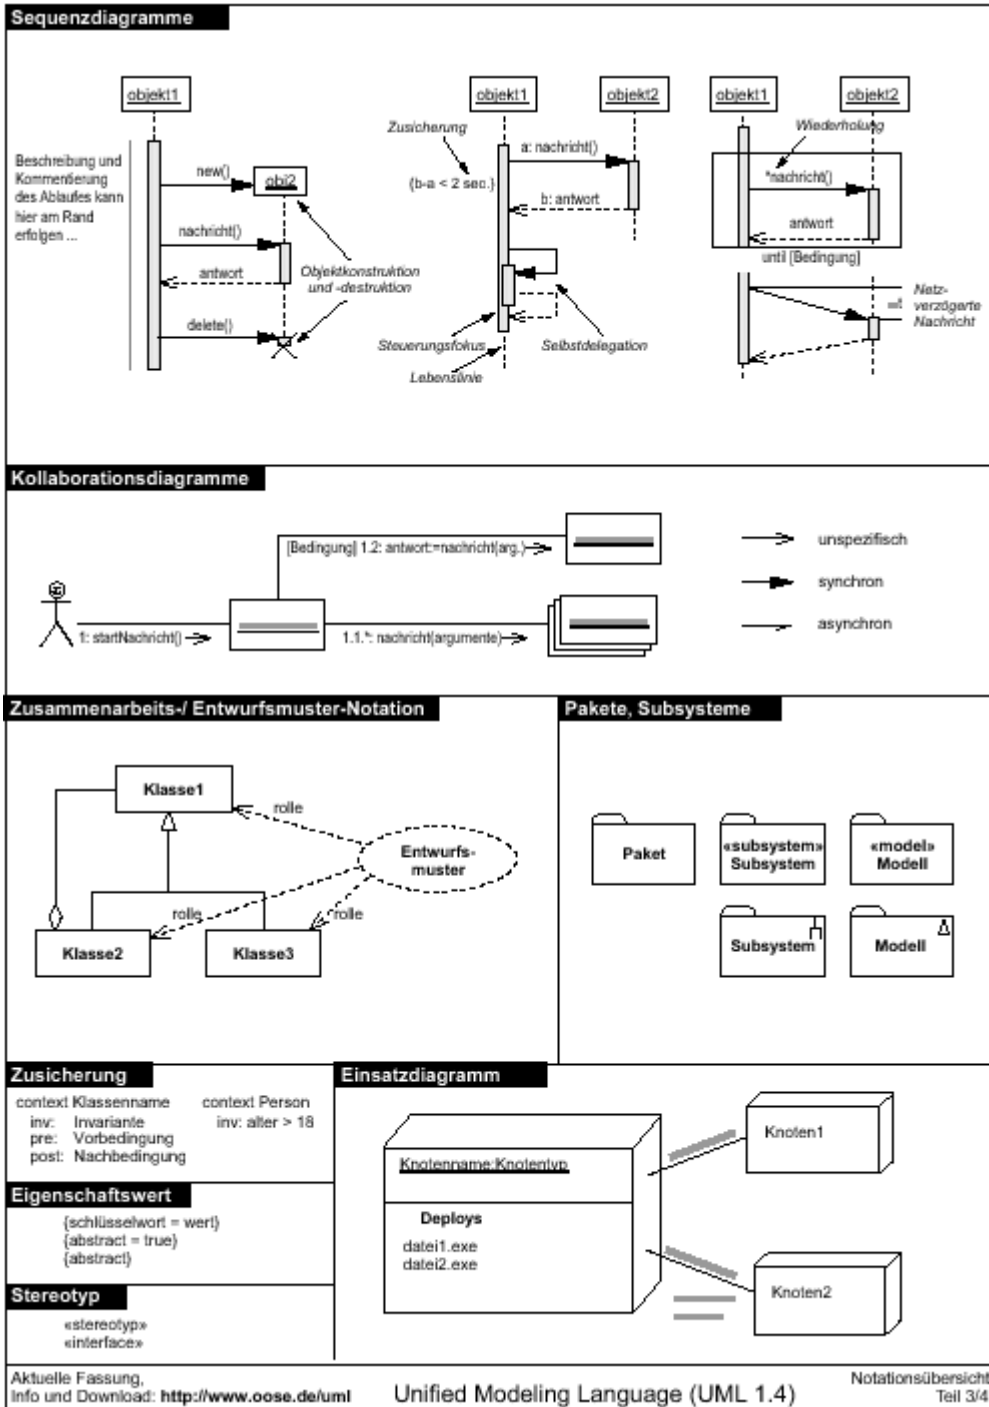 Sequenzdiagramme
objekt1
Beschreibung und
Kommentierung
des Ablaufes kann
hier am Rand
erfolgen ...
new()
obj2
nachricht()
antwort
Objektkonstruktion
und -destruktion
delete()
objekt1
objekt2
Zusicherung
a: nachricht()
{b-a < 2 sec.}
b: antwort
Steuerungsfokus
Selbstdelegation
Lebenslinie
objekt1
objekt2
Wiederholung
*nachricht()
antwort
until [Bedingung]
Netz-
verzögerte
Nachricht
Kollaborationsdiagramme
[Bedingung] 1.2: antwort:=nachricht(arg.)
1: startNachricht()
1.1.*: nachricht(argumente)
unspezifisch
synchron
asynchron
Zusammenarbeits-/ Entwurfsmuster-Notation
Klasse1
rolle
Entwurfs-
muster
rolle
rolle
Klasse2
Klasse3
Pakete, Subsysteme
Paket
«subsystem»
Subsystem
«model»
Modell
Subsystem
Modell
Zusicherung
context Klassenname
inv: Invariante
pre: Vorbedingung
post: Nachbedingung
context Person
inv: alter > 18
Eigenschaftswert
{schlüsselwort = wert}
{abstract = true}
{abstract}
Stereotyp
«stereotyp»
«interface»
Einsatzdiagramm
Knotenname:Knotentyp
Deploys
datei1.exe
datei2.exe
Knoten1
Knoten2
Aktuelle Fassung,
Info und Download: http://www.oose.de/uml
Unified Modeling Language (UML 1.4)
Notationsübersicht
Teil 3/4